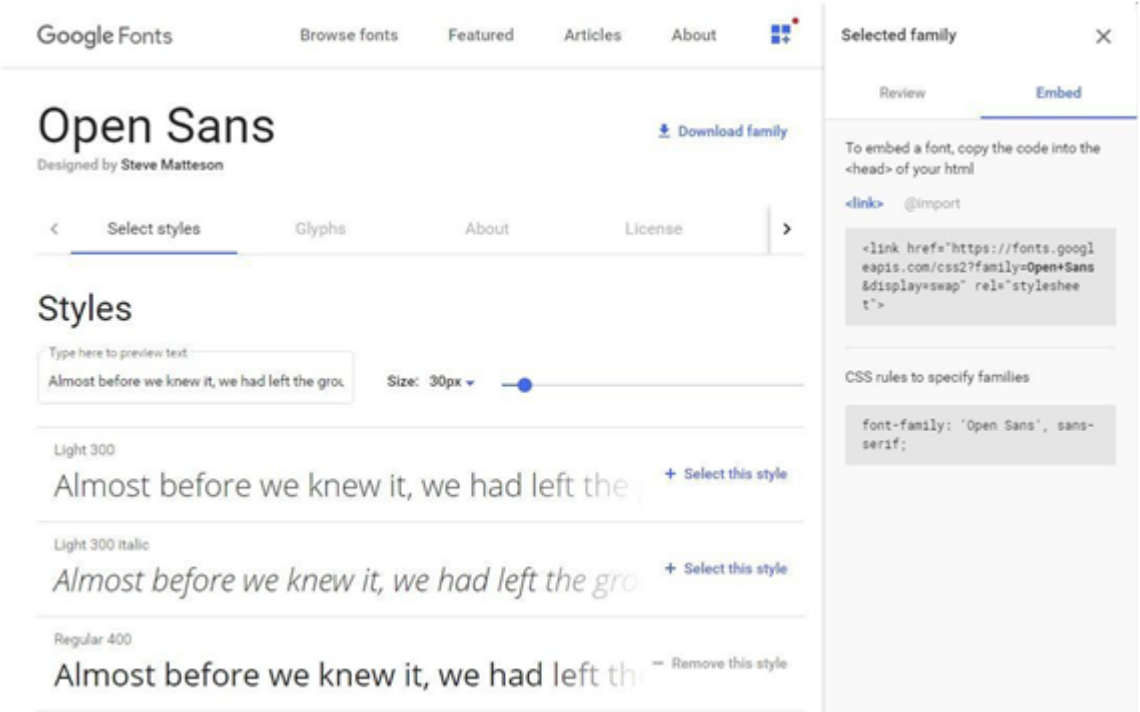 Google Fonts
Browse fonts
Featured
Articles
About
Open Sans
Designed by Steve Matteson
Download family
Select styles
Glyphs
About
License
Styles
Type here to preview text
Almost before we knew it, we had left the grou
Size: 30px
Light 300
Almost before we knew it, we had left the
+ Select this style
Light 300 italic
Almost before we knew it, we had left the gro
+ Select this style
Regular 400
Almost before we knew it, we had left th
− Remove this style
Selected family
Review
Embed
To embed a font, copy the code into the
<head> of your html
<link>
@import
<link href="https://fonts.googl
eapis.com/css2?family=Open+Sans
&display=swap" rel="styleshee
t">
CSS rules to specify families
font-family: 'Open Sans', sans-
serif;